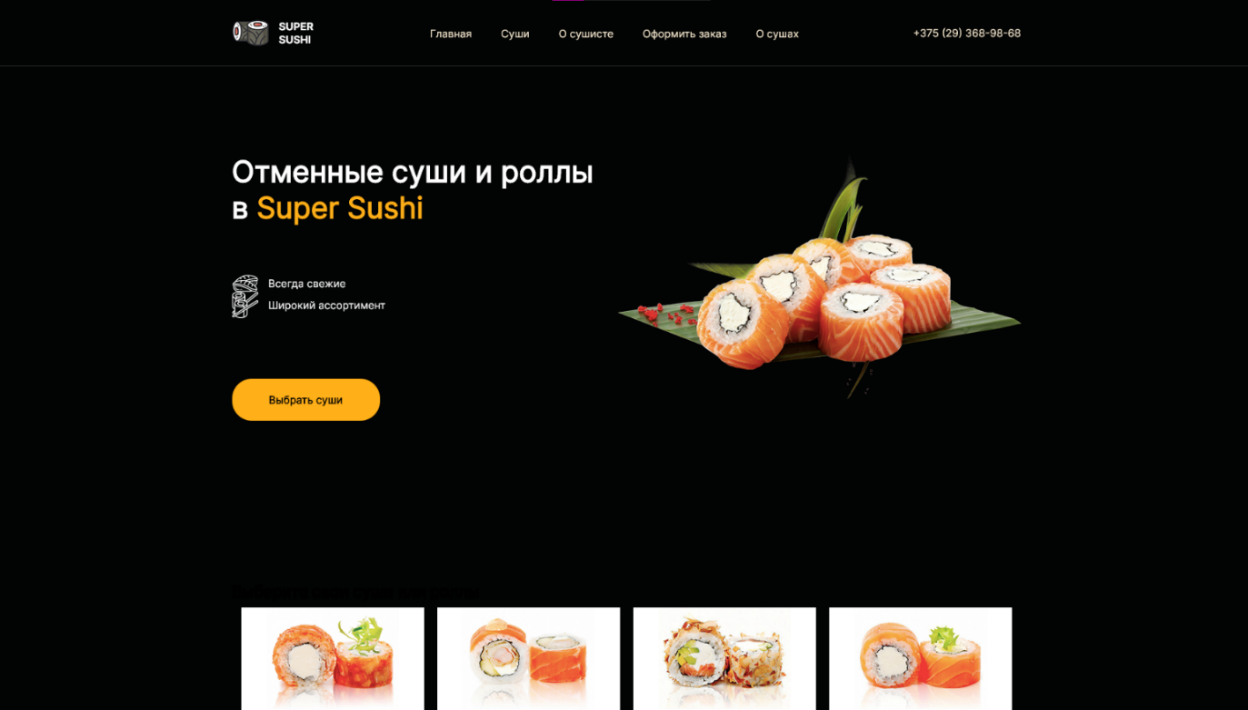 SUPER
SUSHI
Главная
Суши
О сушисте
Оформить заказ
О сушах
+375 (29) 368-98-68
Отменные суши и роллы
в Super Sushi
Всегда свежие
Широкий ассортимент
Выбрать суши